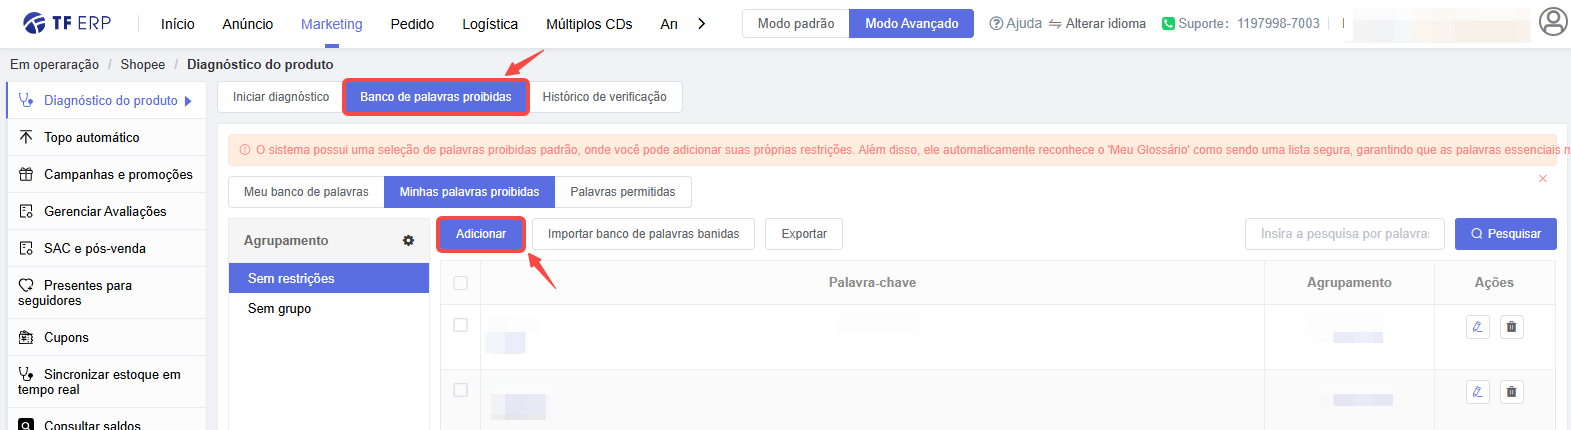 TF ERP
Início Anúncio Marketing Pedido Logística Múltiplos CDs
Modo padrão Modo Avançado
Ajuda Alterar idioma Suporte: 1197998-7003
Em operaração / Shopee / Diagnóstico do produto
Diagnóstico do produto
Topo automático
Campanhas e promoções
Gerenciar Avaliações
SAC e pós-venda
Presentes para
seguidores
Cupons
Sincronizar estoque em
tempo real
Consultar saldos
Iniciar diagnóstico Banco de palavras proibidas Histórico de verificação
O sistema possui uma seleção de palavras proibidas padrão, onde você pode adicionar suas próprias restrições. Além disso, ele automaticamente reconhece o 'Meu Glossário' como sendo uma lista segura, garantindo que as palavras essenciais n
Meu banco de palavras Minhas palavras proibidas Palavras permitidas
Agrupamento
Sem restrições
Sem grupo
Adicionar Importar banco de palavras banidas Exportar
Insira a pesquisa por palavras Pesquisar
Palavra-chave Agrupamento Ações